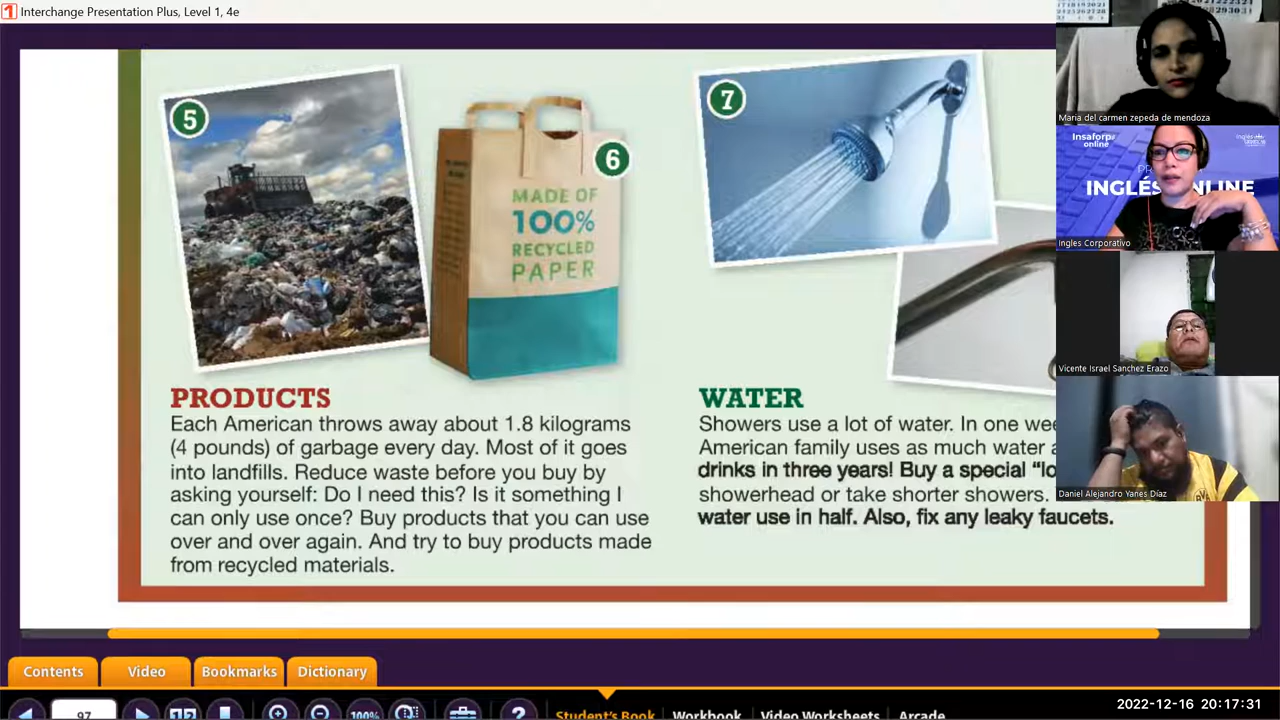 Interchange Presentation Plus, Level 1, 4e
5
6
MADE OF
100%
RECYCLED
PAPER
7
PRODUCTS
Each American throws away about 1.8 kilograms
(4 pounds) of garbage every day. Most of it goes
into landfills. Reduce waste before you buy by
asking yourself: Do I need this? Is it something I
can only use once? Buy products that you can use
over and over again. And try to buy products made
from recycled materials.
WATER
Showers use a lot of water. In one
American family uses as much water
drinks in three years! Buy a special
showerhead or take shorter showers.
water use in half. Also, fix any leaky faucets.
Maria del carmen zepeda de mendoza
Insaforp
online
INGLÉS ONLINE
Ingles Corporativo
Vicente Israel Sanchez Erazo
Daniel Alejandro Yanes Díaz
Contents
Video
Bookmarks
Dictionary
97
100%
?
Student's Book
Workbook
Video Worksheets
Arcade
2022-12-16 20:17:31